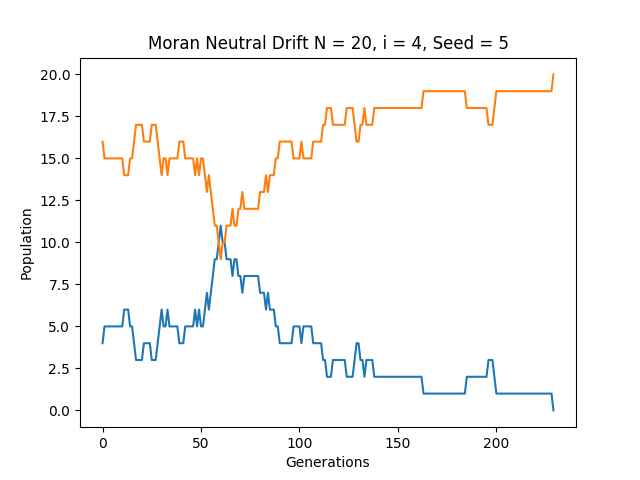 Moran Neutral Drift N = 20, i = 4, Seed = 5
20.0
17.5
15.0
12.5
10.0
7.5
5.0
2.5
0.0
Population
0 50 100 150 200
Generations